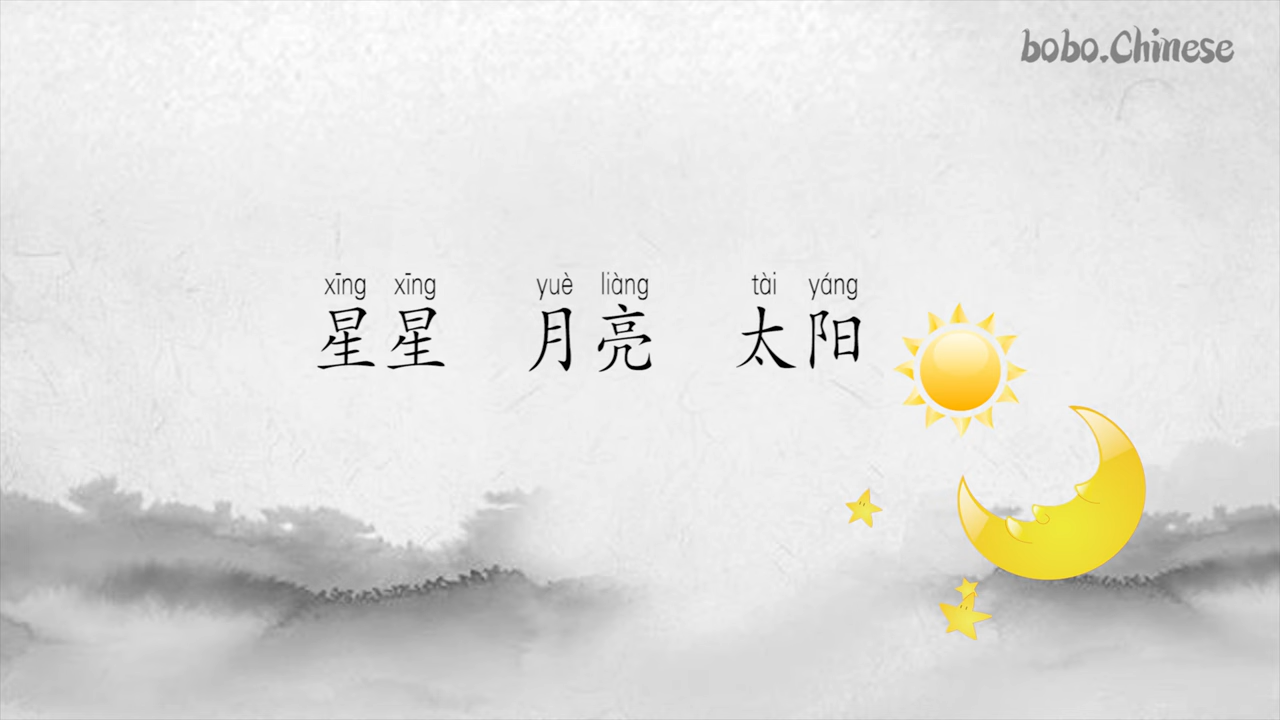 bobo.Chinese
xīng xīng yuè liàng tài yáng
星星 月亮 太阳